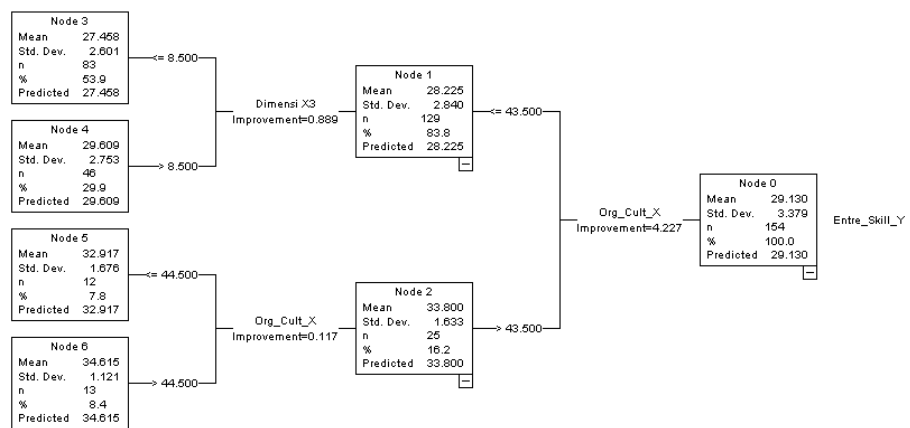 Node 3
Mean 27.458
Std. Dev. 2.601
n 83
% 53.9
Predicted 27.458
<= 8.500
Node 4
Mean 29.609
Std. Dev. 2.753
n 46
% 29.9
Predicted 29.609
> 8.500
Dimensi X3
Improvement=0.889
Node 1
Mean 28.225
Std. Dev. 2.840
n 129
% 83.8
Predicted 28.225
<= 43.500
Node 5
Mean 32.917
Std. Dev. 1.676
n 12
% 7.8
Predicted 32.917
<= 44.500
Node 6
Mean 34.615
Std. Dev. 1.121
n 13
% 8.4
Predicted 34.615
> 44.500
Org_Cult_X
Improvement=0.117
Node 2
Mean 33.800
Std. Dev. 1.633
n 25
% 16.2
Predicted 33.800
> 43.500
Org_Cult_X
Improvement=4.227
Node 0
Mean 29.130
Std. Dev. 3.379
n 154
% 100.0
Predicted 29.130
Entre_Skill_Y